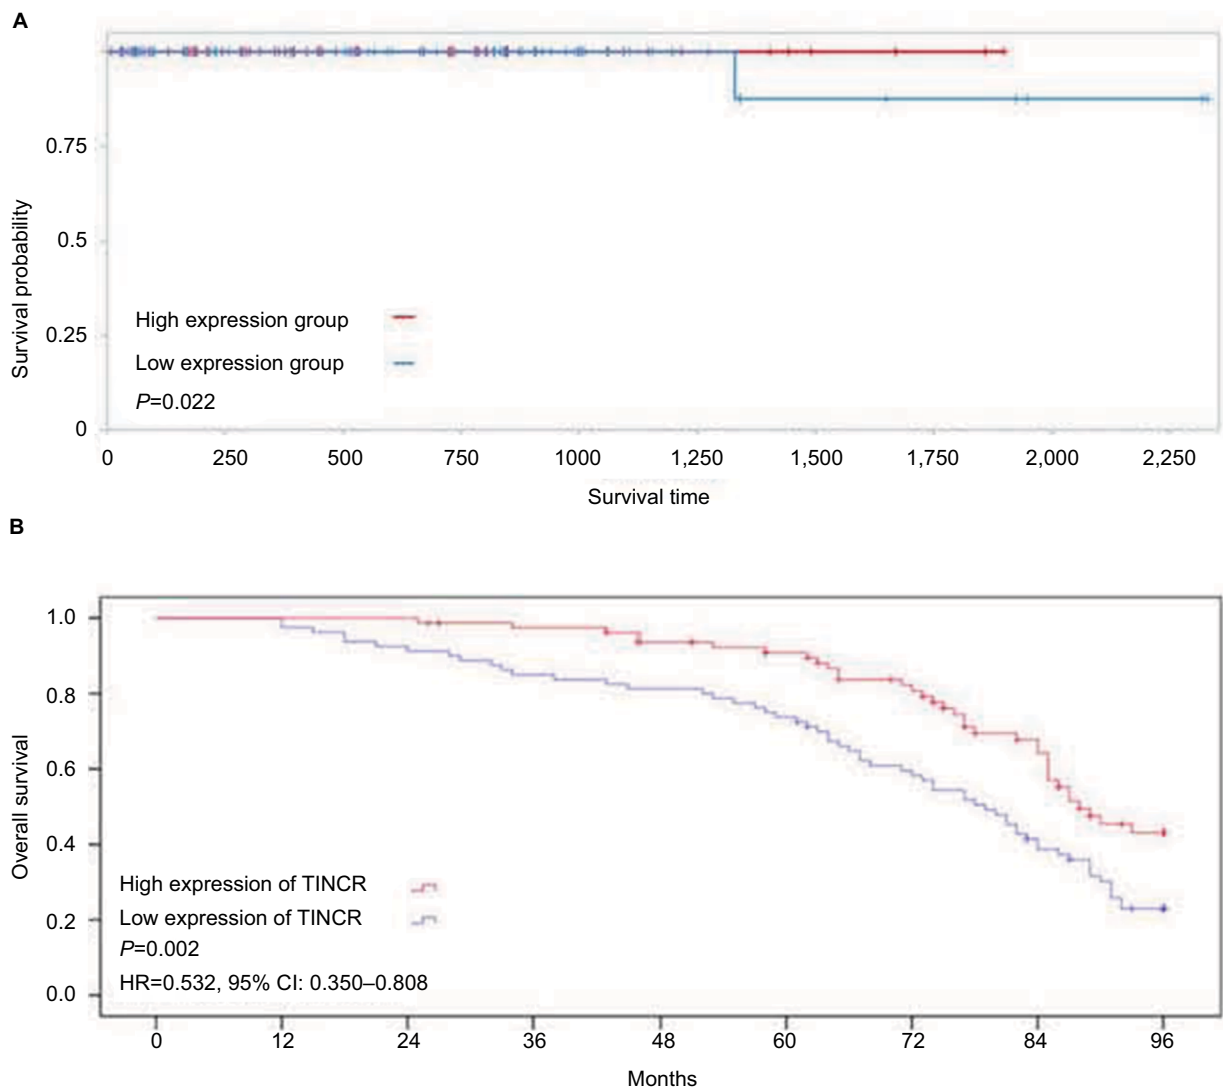 A
0.75
0.5
0.25
0
Survival probability
High expression group
Low expression group
P=0.022
0 250 500 750 1000 1,250 1,500 1,750 2,000 2,250
Survival time
B
1.0
0.8
0.6
0.4
0.2
0.0
Overall survival
High expression of TINCR
Low expression of TINCR
P=0.002
HR=0.532, 95% CI: 0.350–0.808
0 12 24 36 48 60 72 84 96
Months